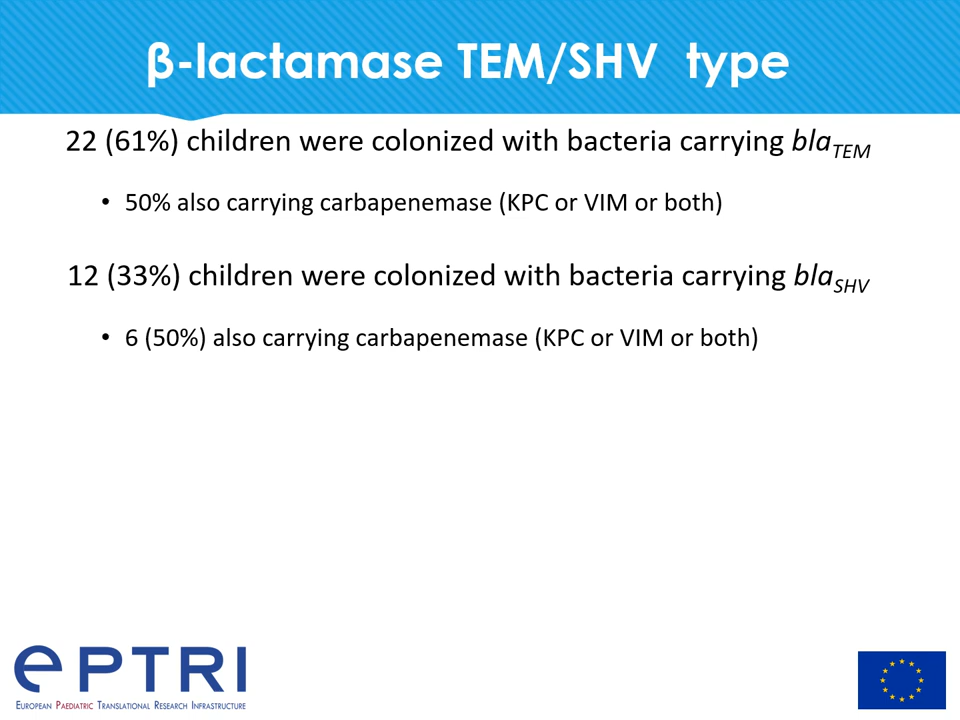 β-lactamase TEM/SHV type
22 (61%) children were colonized with bacteria carrying blaTEM
• 50% also carrying carbapenemase (KPC or VIM or both)
12 (33%) children were colonized with bacteria carrying blaSHV
• 6 (50%) also carrying carbapenemase (KPC or VIM or both)
ePTRI
European Paediatric Translational Research Infrastructure